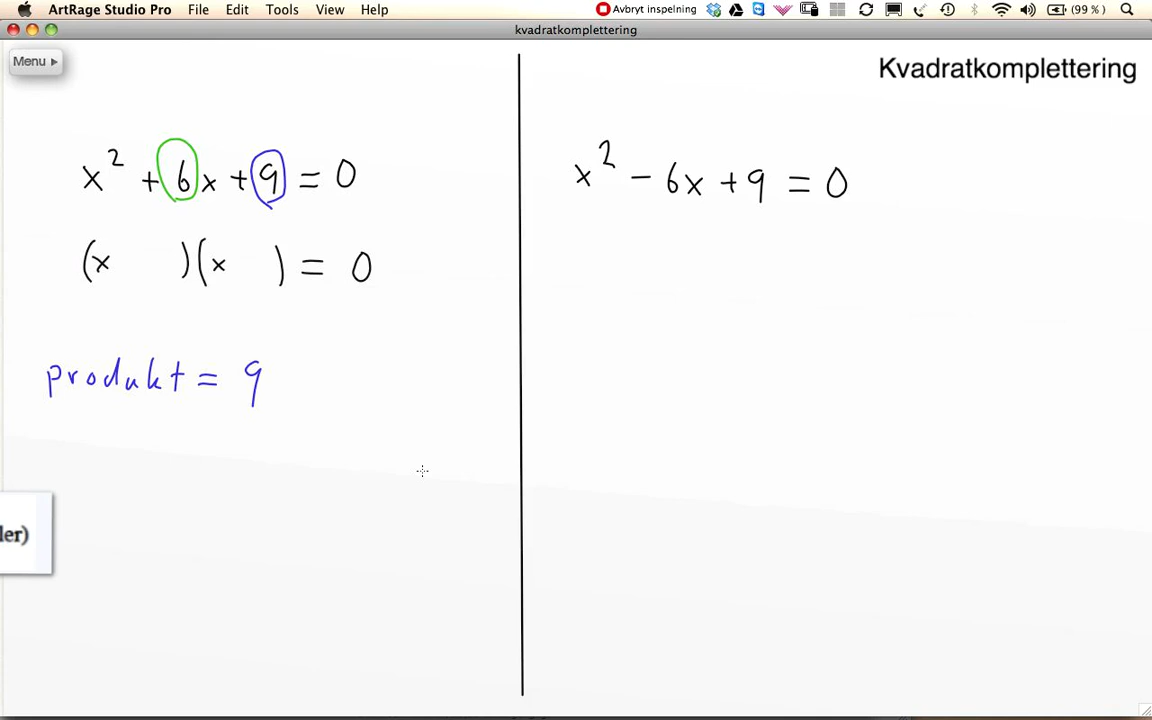 ArtRage Studio Pro File Edit Tools View Help Avbryt inspelning (99 %)
kvadratkomplettering
Menu
Kvadratkomplettering
x² + 6x + 9 = 0
(x )(x ) = 0
produkt = 9
x² - 6x + 9 = 0
ler)